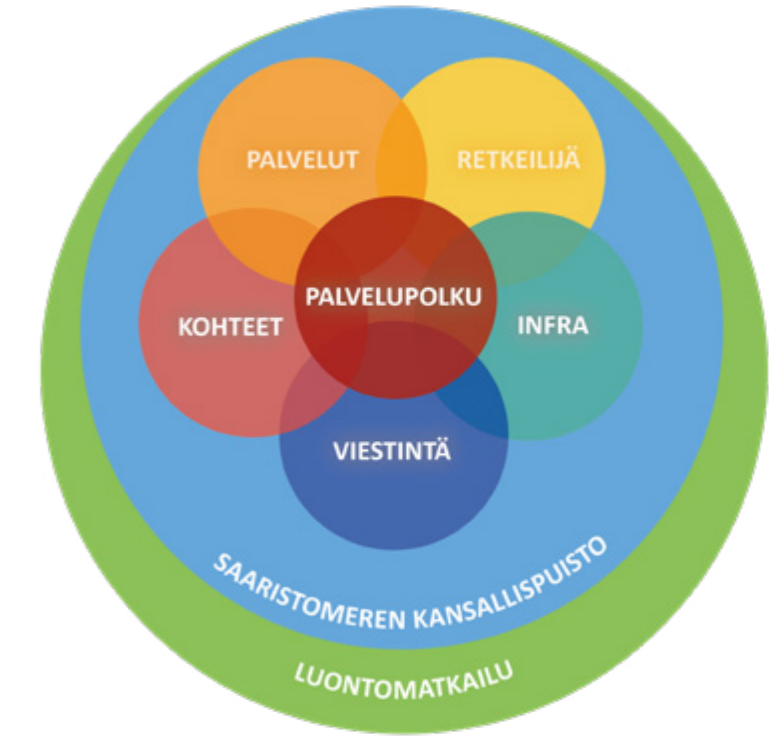 PALVELUT
RETKEILIJÄ
PALVELUPOLKU
KOHTEET
INFRA
VIESTINTÄ
SAARISTOMEREN KANSALLISPUISTO
LUONTOMATKAILU